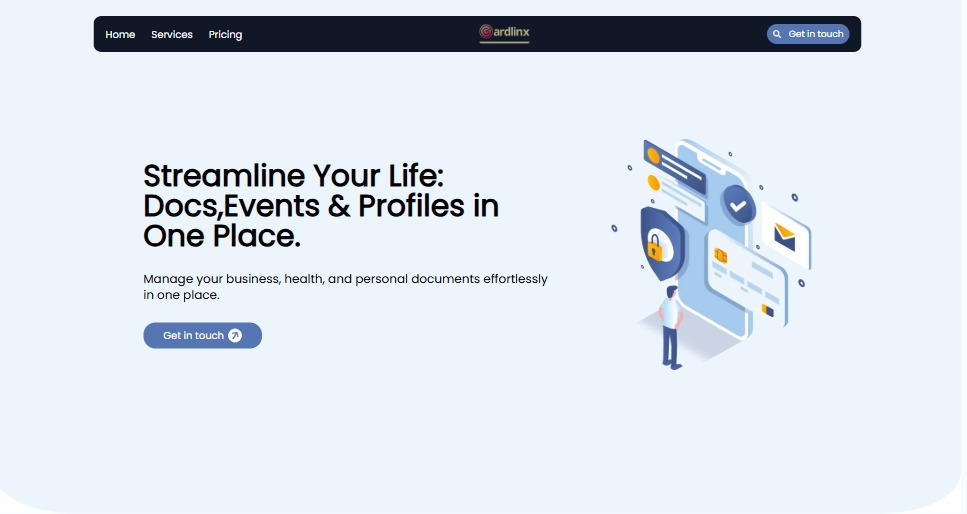 Home
Services
Pricing
ardlinx
Get in touch
Streamline Your Life:
Docs,Events & Profiles in
One Place.
Manage your business, health, and personal documents effortlessly
in one place.
Get in touch